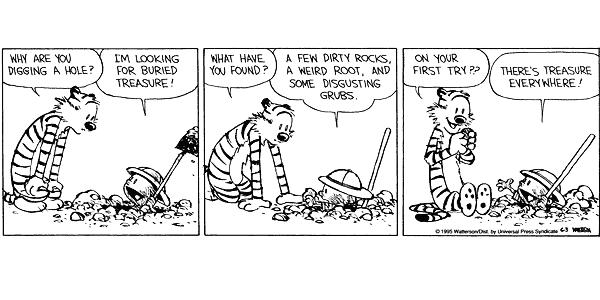 WHY ARE YOU
DIGGING A HOLE?
I'M LOOKING
FOR BURIED
TREASURE!
WHAT HAVE
YOU FOUND?
A FEW DIRTY ROCKS,
A WEIRD ROOT, AND
SOME DISGUSTING
GRUBS.
ON YOUR
FIRST TRY??
THERE'S TREASURE
EVERYWHERE!
© 1995 Watterson/Dist. by Universal Press Syndicate 6-3 WATTERSON